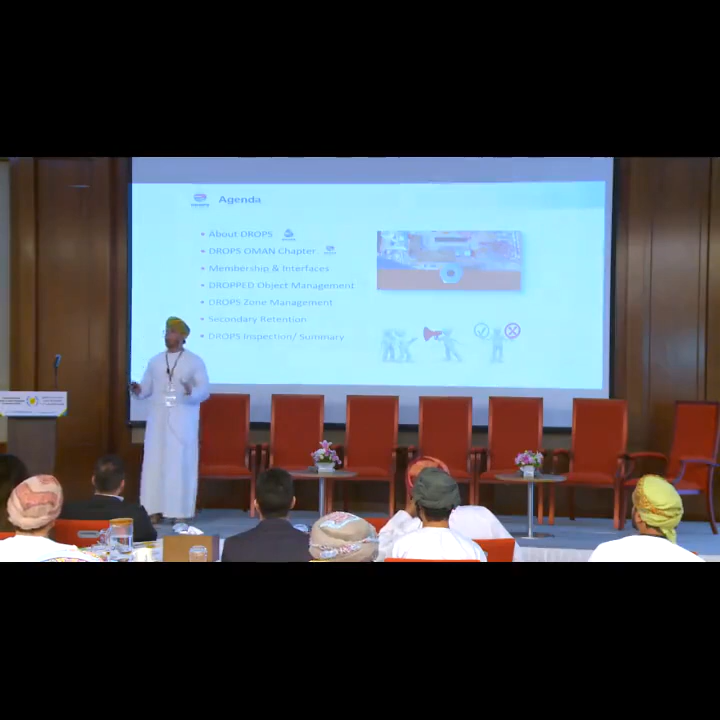 Agenda
• About DROPS
• DROPS OMAN Chapter
• Membership & Interfaces
• DROPPED Object Management
• DROPS Zone Management
• Secondary Retention
• DROPS Inspection/ Summary